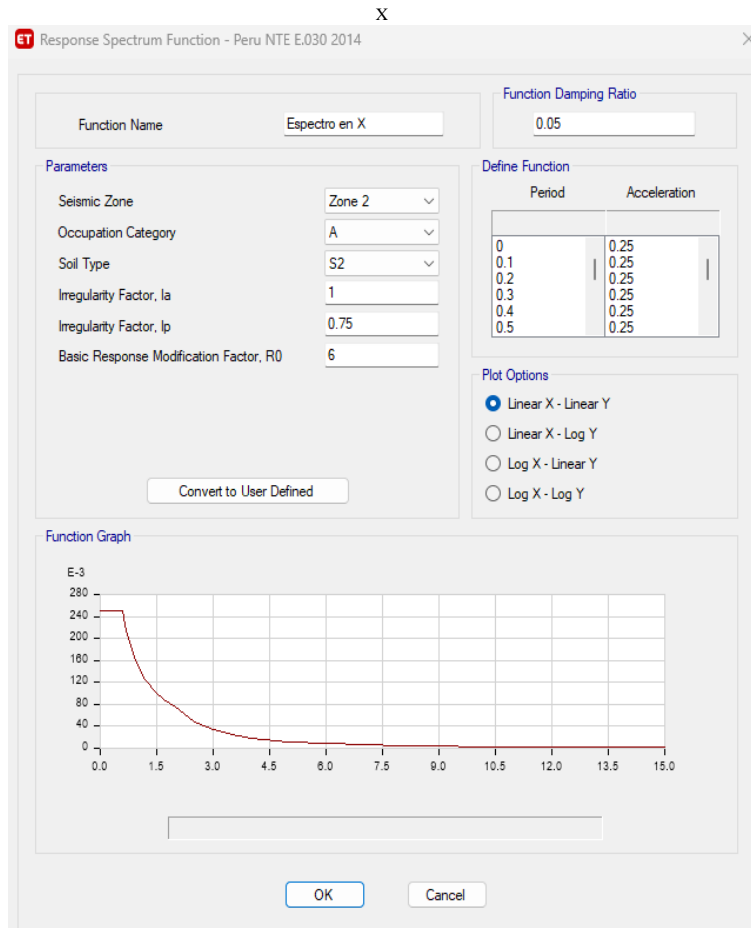 X
ET Response Spectrum Function - Peru NTE E.030 2014
Function Name
Espectro en X
Function Damping Ratio
0.05
Parameters
Seismic Zone Zone 2
Occupation Category A
Soil Type S2
Irregularity Factor, Ia 1
Irregularity Factor, Ip 0.75
Basic Response Modification Factor, R0 6
Convert to User Defined
Define Function
Period Acceleration
0 0.25
0.1 0.25
0.2 0.25
0.3 0.25
0.4 0.25
0.5 0.25
Plot Options
Linear X - Linear Y
Linear X - Log Y
Log X - Linear Y
Log X - Log Y
Function Graph
E-3
280
240
200
160
120
80
40
0
0.0 1.5 3.0 4.5 6.0 7.5 9.0 10.5 12.0 13.5 15.0
OK Cancel